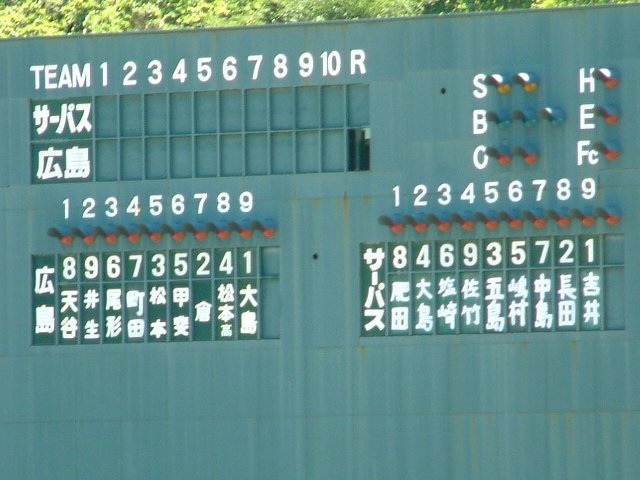 TEAM 1 2 3 4 5 6 7 8 9 10 R
サーパス
広島
S H
B E
O Fc
1 2 3 4 5 6 7 8 9
広島 8 9 6 7 3 5 2 4 1
天谷 井生 尾形 町田 松本 甲斐 倉 松本高 大島
1 2 3 4 5 6 7 8 9
サーパス 8 4 6 9 3 5 7 2 1
肥田 大島 塩崎 佐竹 五島 嶋村 中島 長田 吉井